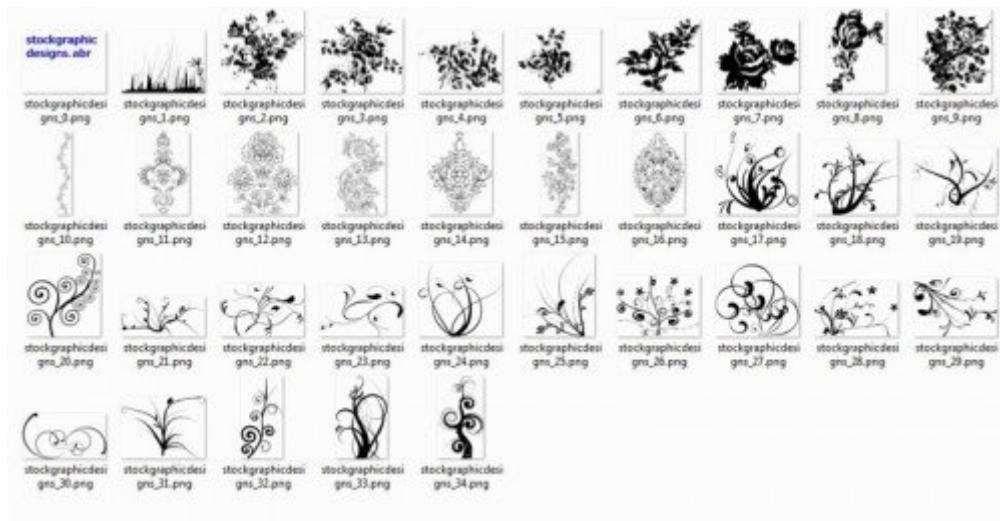 stockgraphic
designs.abr
stockgraphicdesi
gns_0.png
stockgraphicdesi
gns_1.png
stockgraphicdesi
gns_2.png
stockgraphicdesi
gns_3.png
stockgraphicdesi
gns_4.png
stockgraphicdesi
gns_5.png
stockgraphicdesi
gns_6.png
stockgraphicdesi
gns_7.png
stockgraphicdesi
gns_8.png
stockgraphicdesi
gns_9.png
stockgraphicdesi
gns_10.png
stockgraphicdesi
gns_11.png
stockgraphicdesi
gns_12.png
stockgraphicdesi
gns_13.png
stockgraphicdesi
gns_14.png
stockgraphicdesi
gns_15.png
stockgraphicdesi
gns_16.png
stockgraphicdesi
gns_17.png
stockgraphicdesi
gns_18.png
stockgraphicdesi
gns_19.png
stockgraphicdesi
gns_20.png
stockgraphicdesi
gns_21.png
stockgraphicdesi
gns_22.png
stockgraphicdesi
gns_23.png
stockgraphicdesi
gns_24.png
stockgraphicdesi
gns_25.png
stockgraphicdesi
gns_26.png
stockgraphicdesi
gns_27.png
stockgraphicdesi
gns_28.png
stockgraphicdesi
gns_29.png
stockgraphicdesi
gns_30.png
stockgraphicdesi
gns_31.png
stockgraphicdesi
gns_32.png
stockgraphicdesi
gns_33.png
stockgraphicdesi
gns_34.png